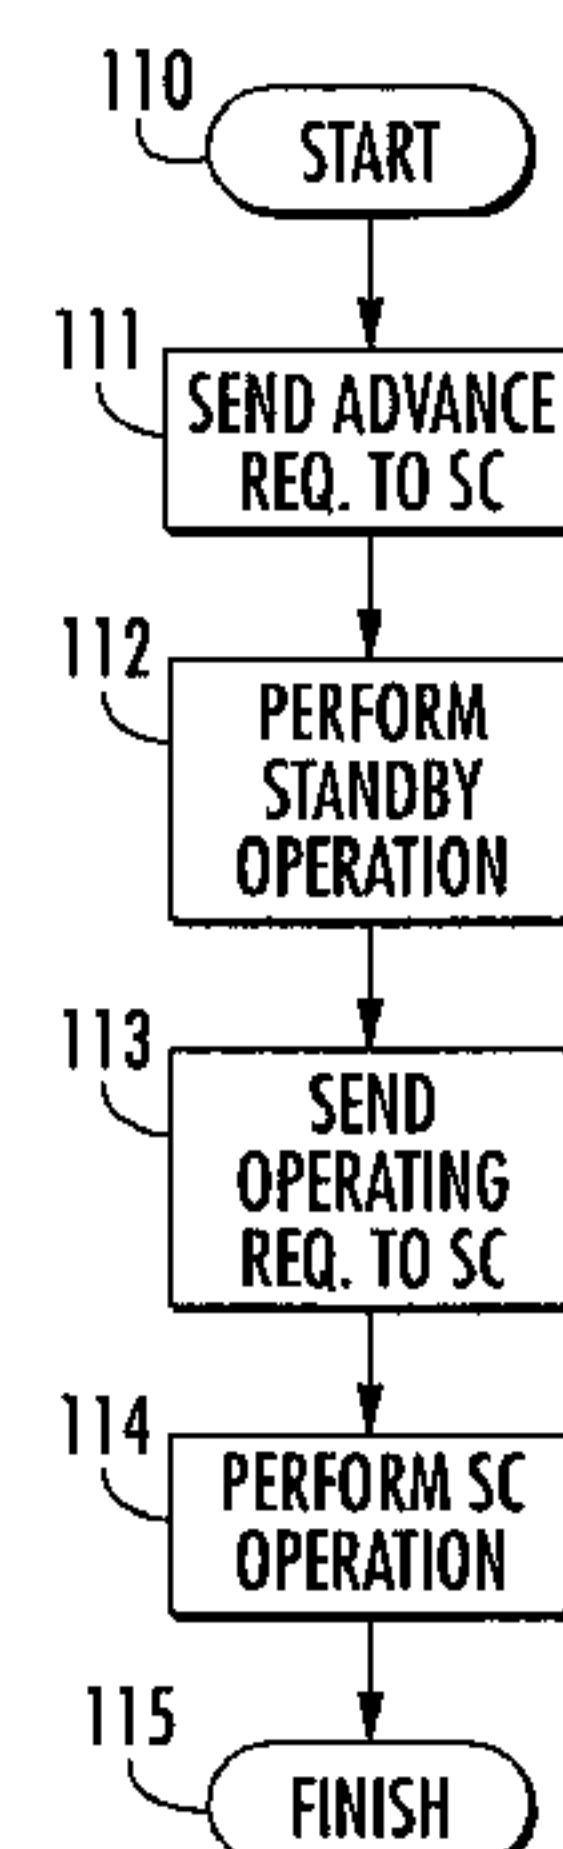 110
START
111
SEND ADVANCE
REQ. TO SC
112
PERFORM
STANDBY
OPERATION
113
SEND
OPERATING
REQ. TO SC
114
PERFORM SC
OPERATION
115
FINISH